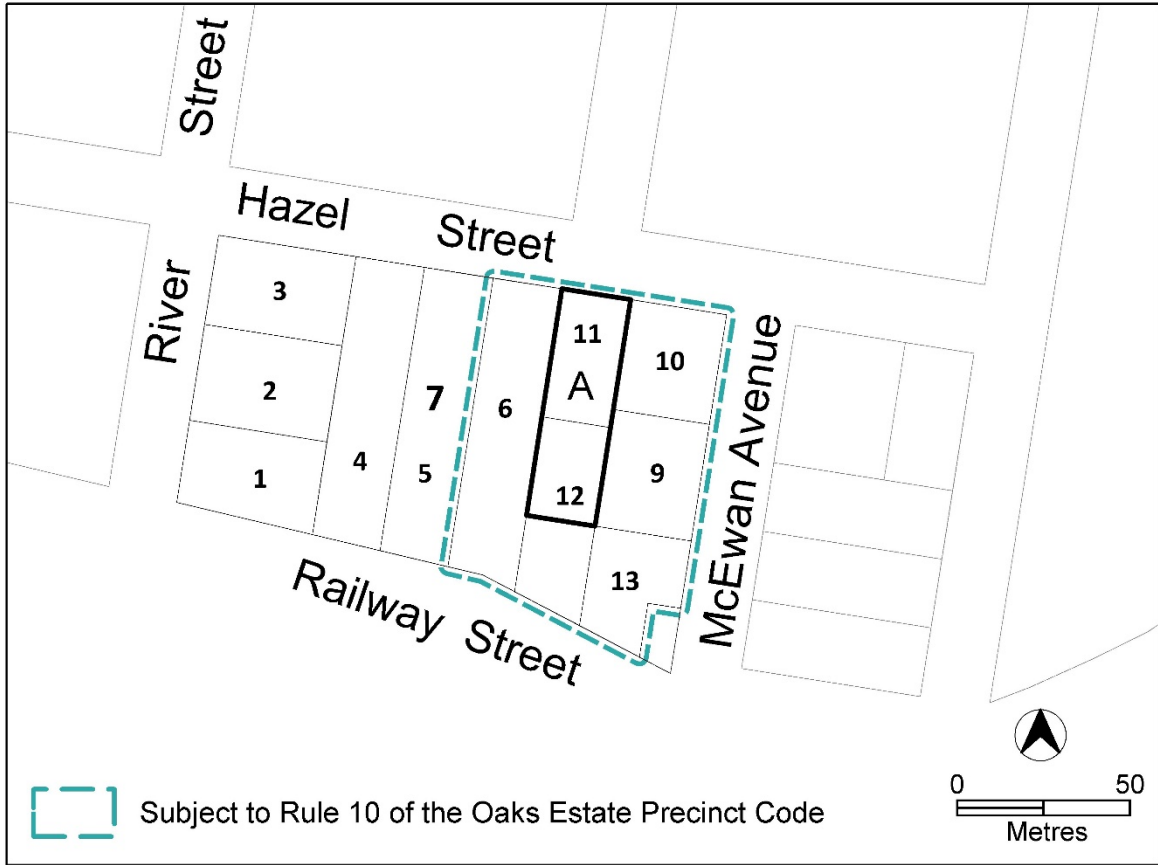 Street
Hazel Street
River
3
11
10
McEwan Avenue
A
2
7
6
1
4
5
12
9
13
Railway Street
0 50
Metres
Subject to Rule 10 of the Oaks Estate Precinct Code